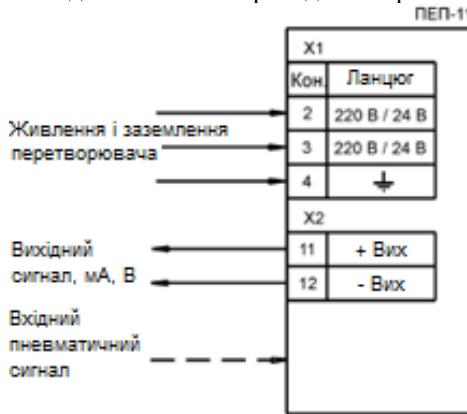 ПЕП-11
X1
Кон. Ланцюг
2 220 В / 24 В
Живлення і заземлення
перетворювача
3 220 В / 24 В
4
X2
Вихідний
сигнал, мА, В
11 + Вих
12 - Вих
Вхідний
пневматичний
сигнал